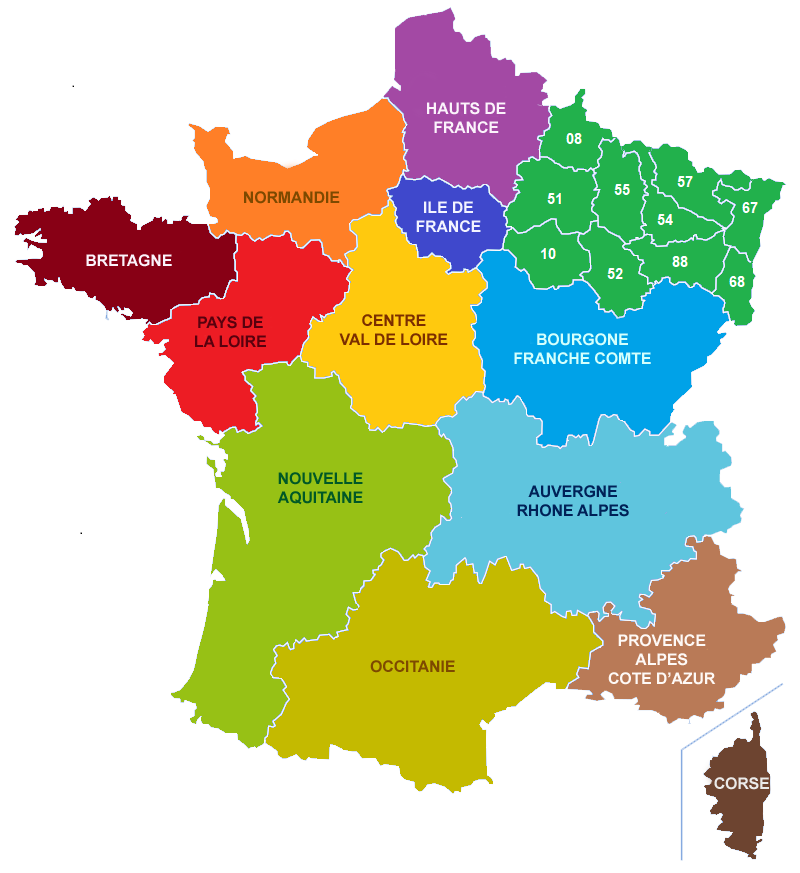 HAUTS DE
FRANCE
08
57
55
51
67
NORMANDIE
ILE DE
FRANCE
54
10
88
52
68
BRETAGNE
PAYS DE
LA LOIRE
CENTRE
VAL DE LOIRE
BOURGONE
FRANCHE COMTE
NOUVELLE
AQUITAINE
AUVERGNE
RHONE ALPES
OCCITANIE
PROVENCE
ALPES
COTE D'AZUR
CORSE